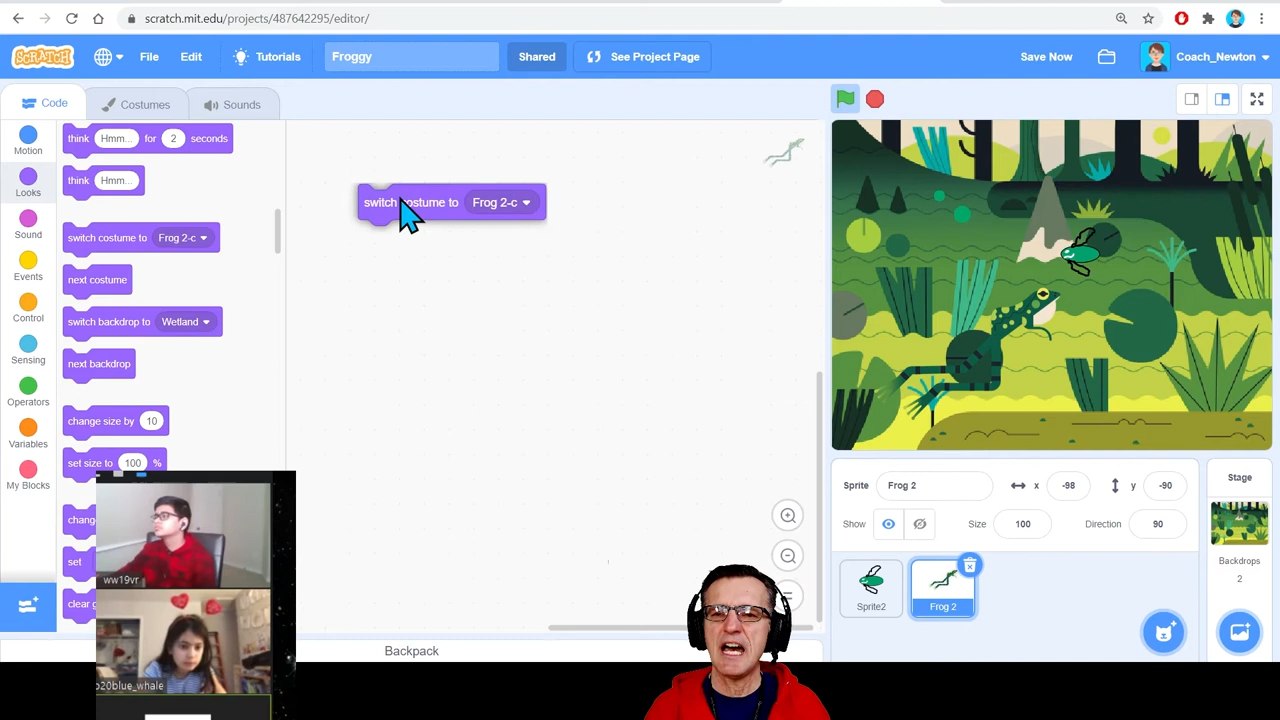 scratch.mit.edu/projects/487642295/editor/
SCRATCH
File
Edit
Tutorials
Froggy
Shared
See Project Page
Save Now
Coach_Newton
Code
Costumes
Sounds
Motion
Looks
Sound
Events
Control
Sensing
Operators
Variables
My Blocks
think Hmm... for 2 seconds
think Hmm...
switch costume to Frog 2-c
next costume
switch backdrop to Wetland
next backdrop
change size by 10
set size to 100 %
chang
set
clear g
switch costume to Frog 2-c
ww19vr
o20blue_whale
Backpack
Sprite Frog 2 x -98 y -90
Show Size 100 Direction 90
Sprite2
Frog 2
Stage
Backdrops
2